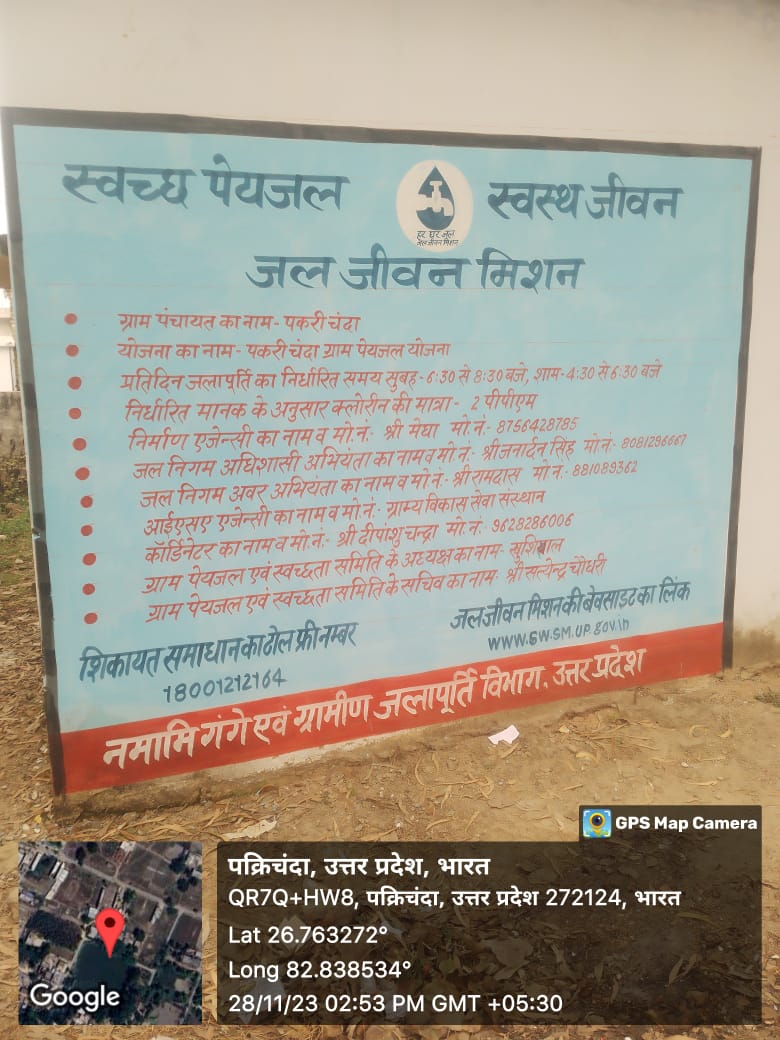 स्वच्छ पेयजल
स्वस्थ जीवन
हर घर जल
जल जीवन मिशन
जल जीवन मिशन
• ग्राम पंचायत का नाम - पकरी चंदा
• योजना का नाम - पकरी चंदा ग्राम पेयजल योजना
• प्रतिदिन जलापूर्ति का निर्धारित समय सुबह - 6:30 से 8:30 बजे, शाम - 4:30 से 6:30 बजे
• निर्धारित मानक के अनुसार क्लोरीन की मात्रा - 2 पीपीएम
• निर्माण एजेन्सी का नाम व मो.नं.- श्री मेघा मो.नं.- 8756428785
• जल निगम अधिशासी अभियंता का नाम व मो.नं.- श्री जनार्दन सिंह मो.नं.- 8081296667
• जल निगम अवर अभियंता का नाम व मो.नं.- श्री रामदास मो.नं.- 881089362
• आईएसए एजेन्सी का नाम व मो.नं.- ग्राम्य विकास सेवा संस्थान
• कॉर्डिनेटर का नाम व मो.नं.- श्री दीपांशु चन्द्रा मो.नं.- 9628286006
• ग्राम पेयजल एवं स्वच्छता समिति के अध्यक्ष का नाम-
• ग्राम पेयजल एवं स्वच्छता समिति के सचिव का नाम- श्री सत्येन्द्र चौधरी
शिकायत समाधान का टोल फ्री नम्बर
18001212164
जल जीवन मिशन की बेवसाइट का लिंक
www.swsm.up.gov.in
नमामि गंगे एवं ग्रामीण जलापूर्ति विभाग, उत्तर प्रदेश
GPS Map Camera
पक्रिचंदा, उत्तर प्रदेश, भारत
QR7Q+HW8, पक्रिचंदा, उत्तर प्रदेश 272124, भारत
Lat 26.763272°
Long 82.838534°
28/11/23 02:53 PM GMT +05:30
Google